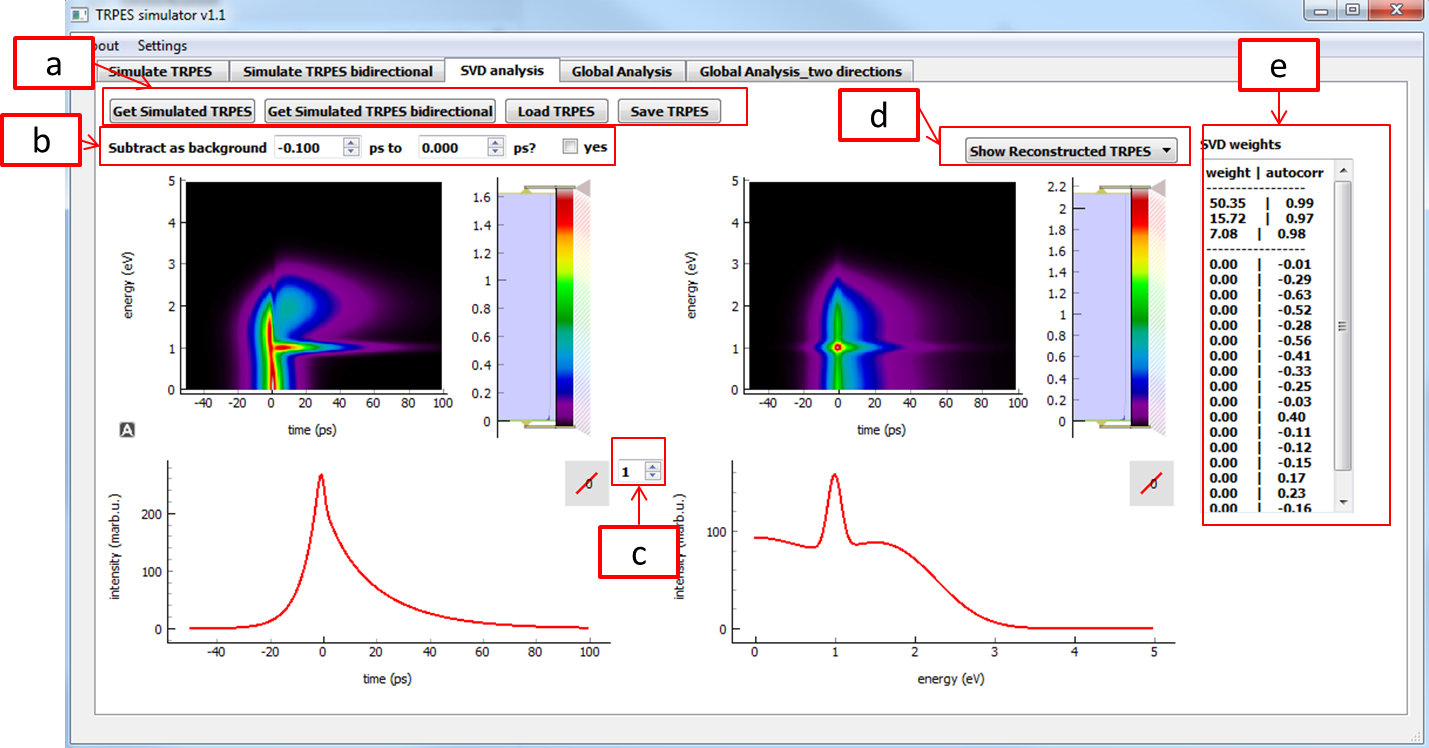 TRPES simulator v1.1
out Settings
a
Simulate TRPES Simulate TRPES bidirectional SVD analysis Global Analysis Global Analysis_two directions
e
Get Simulated TRPES Get Simulated TRPES bidirectional Load TRPES Save TRPES
d
b
Subtract as background -0.100 ps to 0.000 ps? yes
Show Reconstructed TRPES
SVD weights
weight | autocorr
-----------------
50.35 | 0.99
15.72 | 0.97
7.08 | 0.98
-----------------
0.00 | -0.01
0.00 | -0.29
0.00 | -0.63
0.00 | -0.52
0.00 | -0.28
0.00 | -0.56
0.00 | -0.41
0.00 | -0.33
0.00 | -0.25
0.00 | -0.03
0.00 | 0.40
0.00 | -0.11
0.00 | -0.12
0.00 | -0.15
0.00 | 0.17
0.00 | 0.23
0.00 | -0.16
5
4
3
2
1
0
energy (eV)
-40 -20 0 20 40 60 80 100
time (ps)
1.6
1.4
1.2
1
0.8
0.6
0.4
0.2
0
5
4
3
2
1
0
energy (eV)
-40 -20 0 20 40 60 80 100
time (ps)
2.2
2
1.8
1.6
1.4
1.2
1
0.8
0.6
0.4
0.2
0
A
200
100
0
intensity (marb.u.)
-40 -20 0 20 40 60 80 100
time (ps)
0
1
c
100
0
intensity (marb.u.)
0 1 2 3 4 5
energy (eV)
0